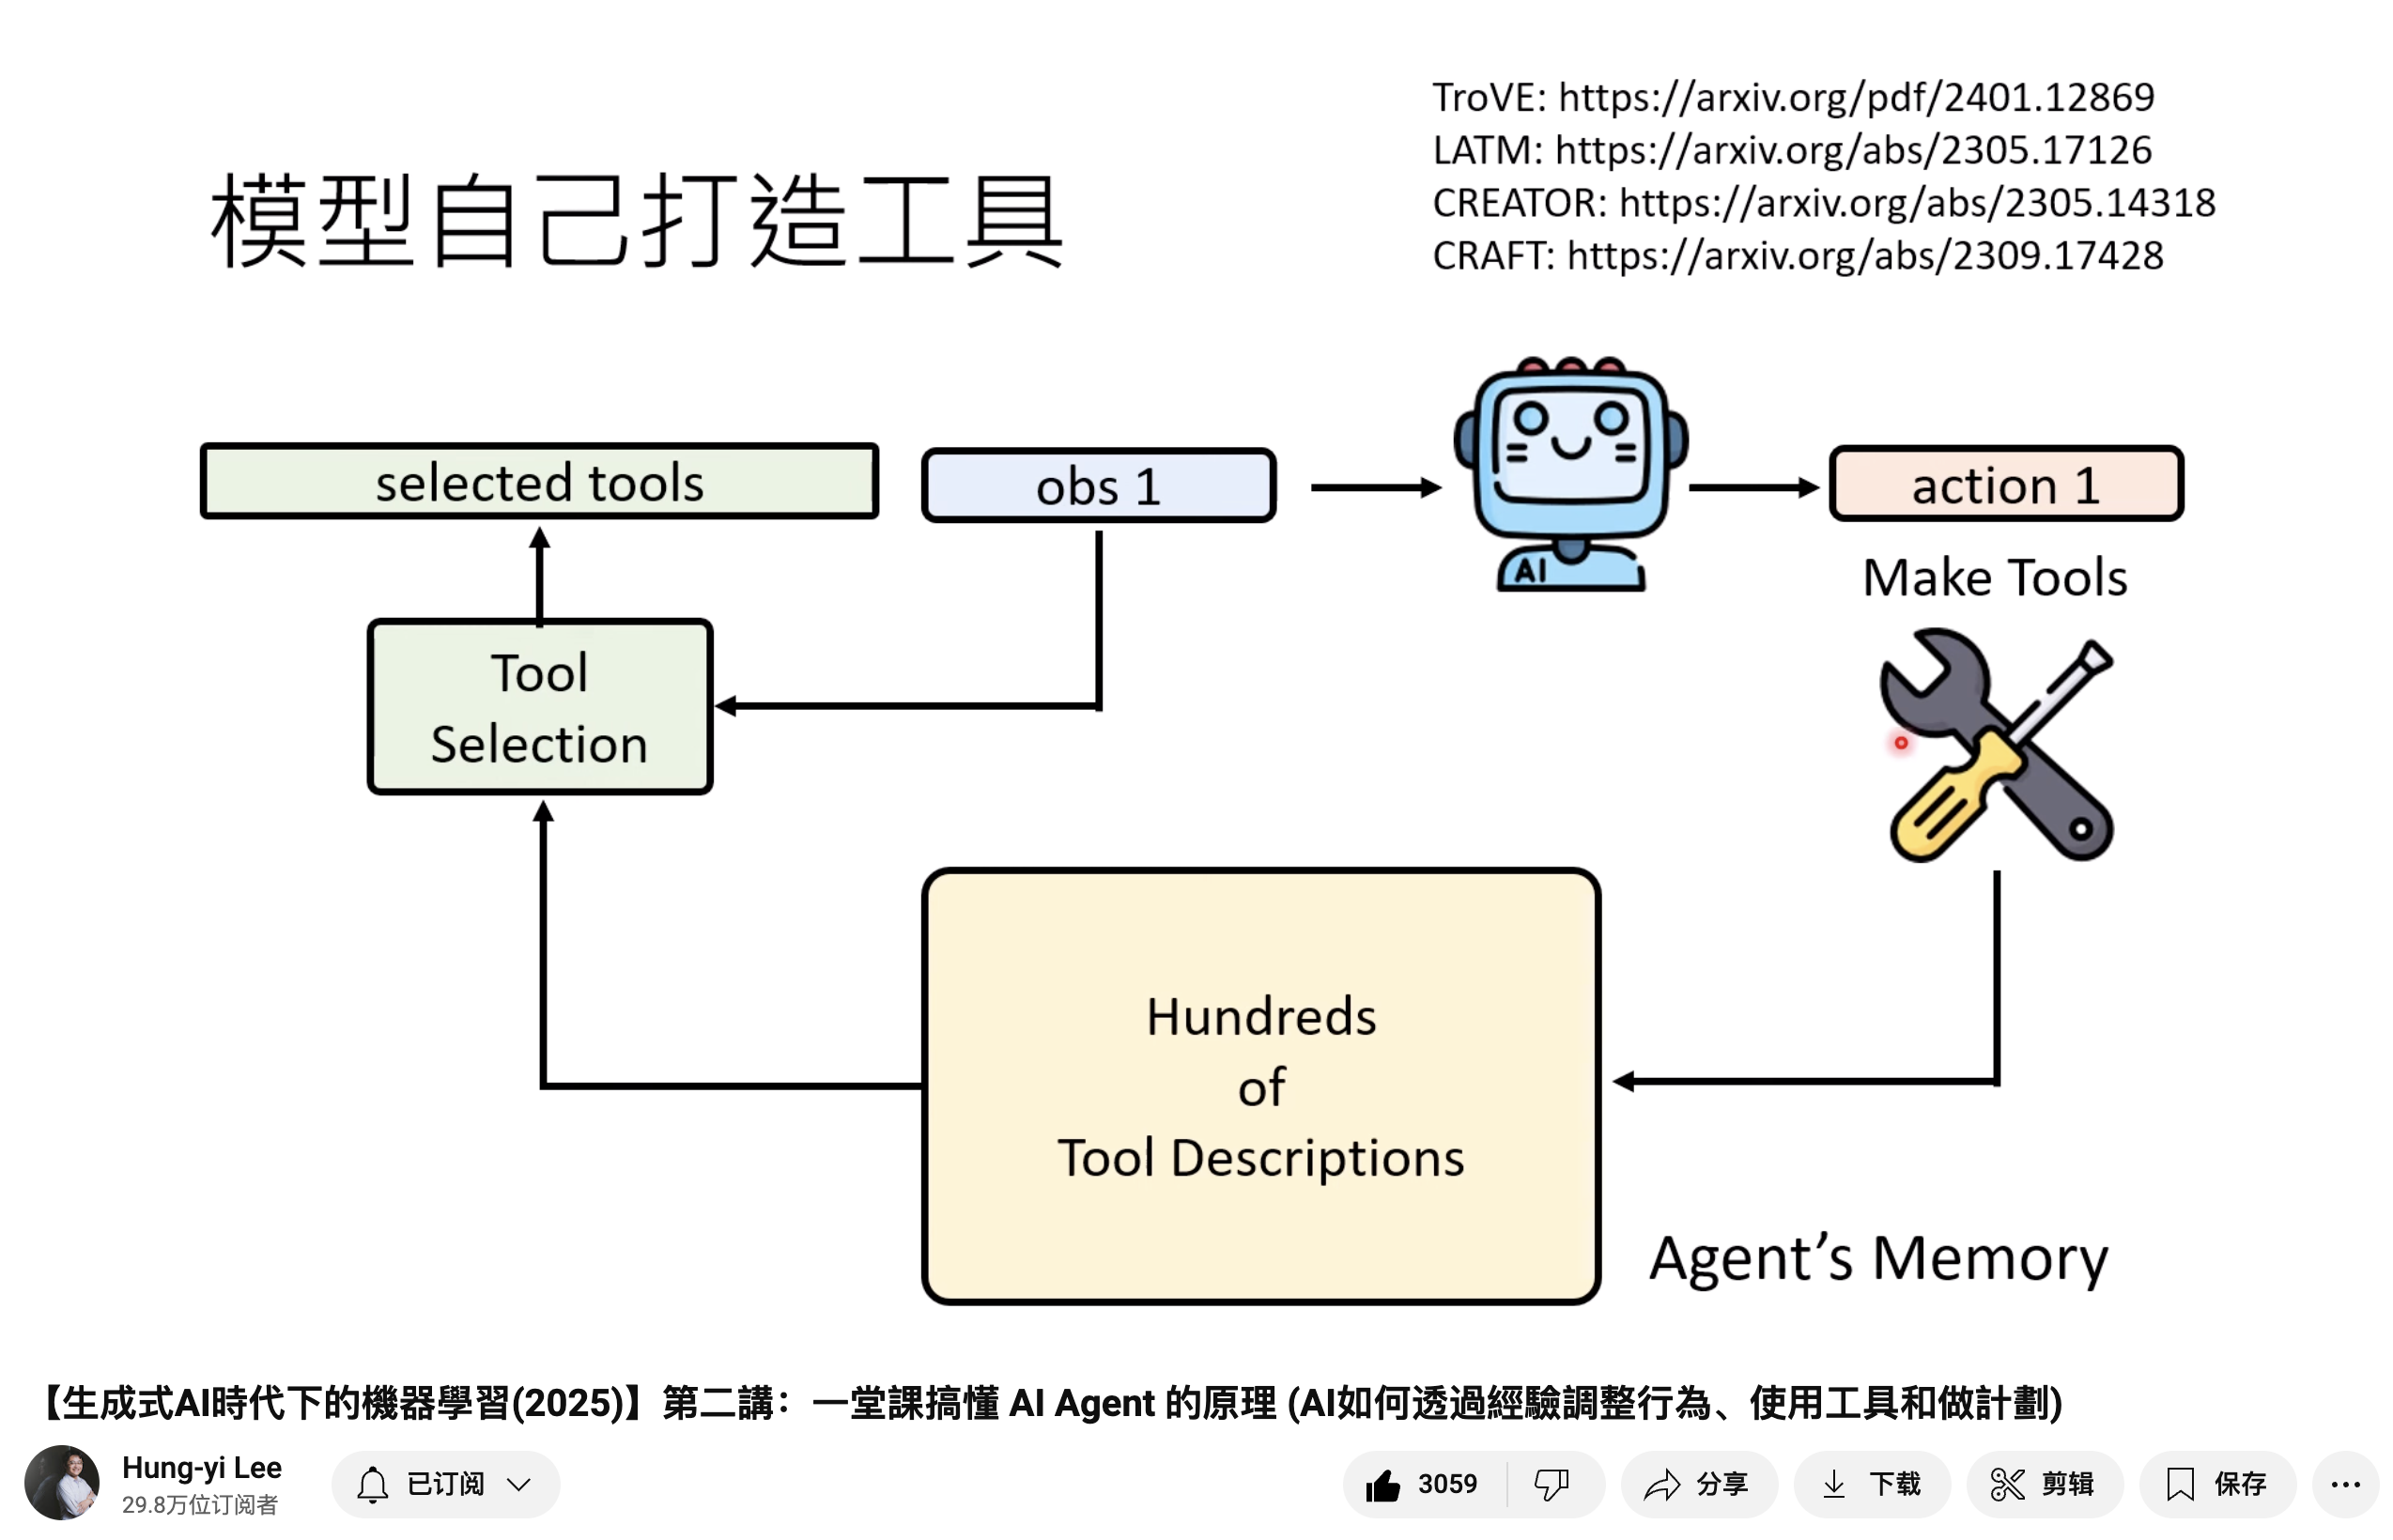 TroVE: https://arxiv.org/pdf/2401.12869
LATM: https://arxiv.org/abs/2305.17126
CREATOR: https://arxiv.org/abs/2305.14318
CRAFT: https://arxiv.org/abs/2309.17428
模型自己打造工具
selected tools
obs 1
AI
action 1
Make Tools
Tool
Selection
Hundreds
of
Tool Descriptions
Agent’s Memory
【生成式AI時代下的機器學習(2025)】第二講：一堂課搞懂 AI Agent 的原理 (AI如何透過經驗調整行為、使用工具和做計劃)
Hung-yi Lee
29.8万位订阅者
已订阅
3059
分享
下载
剪辑
保存